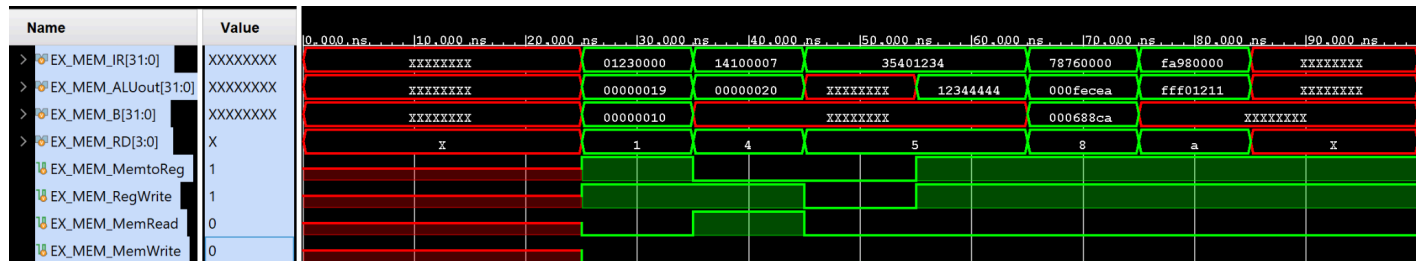 Name Value
0.000 ns 10.000 ns 20.000 ns 30.000 ns 40.000 ns 50.000 ns 60.000 ns 70.000 ns 80.000 ns 90.000 ns
EX_MEM_IR[31:0] XXXXXXXX XXXXXXXX 01230000 14100007 35401234 78760000 fa980000 XXXXXXXX
EX_MEM_ALUout[31:0] XXXXXXXX XXXXXXXX 00000019 00000020 XXXXXXXX 12344444 000fecea fff01211 XXXXXXXX
EX_MEM_B[31:0] XXXXXXXX XXXXXXXX 00000010 XXXXXXXX 000688ca XXXXXXXX
EX_MEM_RD[3:0] X X 1 4 5 8 a X
EX_MEM_MemtoReg 1
EX_MEM_RegWrite 1
EX_MEM_MemRead 0
EX_MEM_MemWrite 0